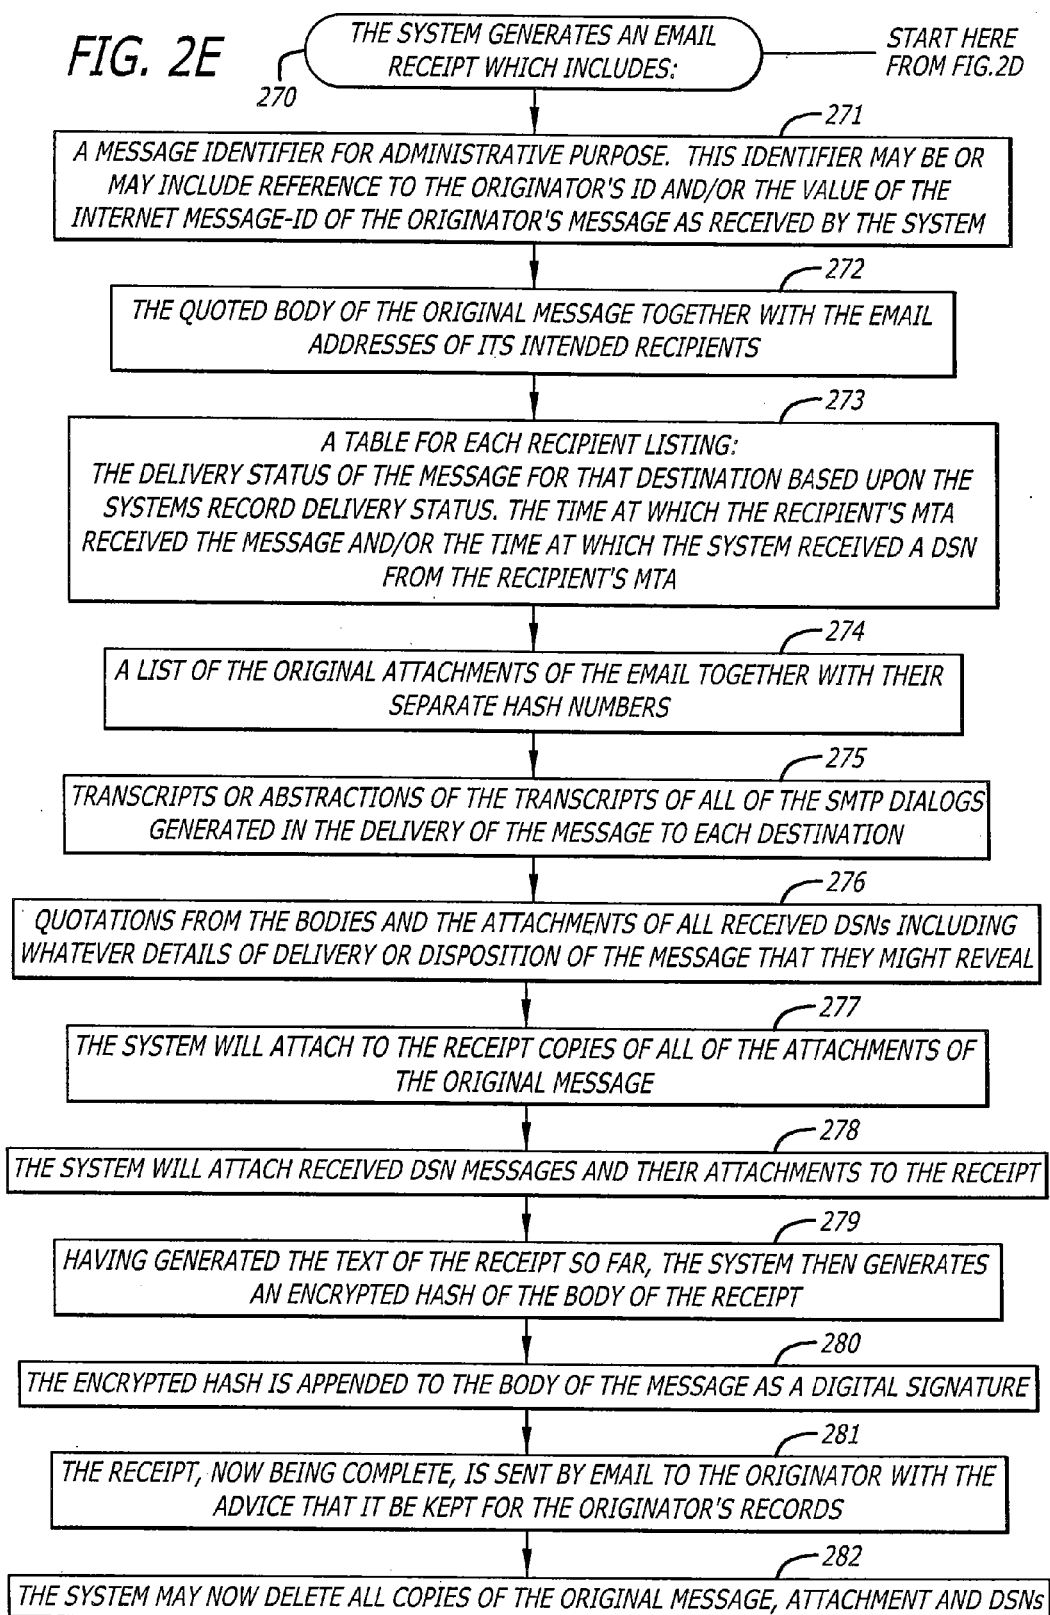 FIG. 2E
THE SYSTEM GENERATES AN EMAIL
RECEIPT WHICH INCLUDES:
START HERE
FROM FIG.2D
270
271
A MESSAGE IDENTIFIER FOR ADMINISTRATIVE PURPOSE. THIS IDENTIFIER MAY BE OR
MAY INCLUDE REFERENCE TO THE ORIGINATOR'S ID AND/OR THE VALUE OF THE
INTERNET MESSAGE-ID OF THE ORIGINATOR'S MESSAGE AS RECEIVED BY THE SYSTEM
272
THE QUOTED BODY OF THE ORIGINAL MESSAGE TOGETHER WITH THE EMAIL
ADDRESSES OF ITS INTENDED RECIPIENTS
273
A TABLE FOR EACH RECIPIENT LISTING:
THE DELIVERY STATUS OF THE MESSAGE FOR THAT DESTINATION BASED UPON THE
SYSTEMS RECORD DELIVERY STATUS. THE TIME AT WHICH THE RECIPIENT'S MTA
RECEIVED THE MESSAGE AND/OR THE TIME AT WHICH THE SYSTEM RECEIVED A DSN
FROM THE RECIPIENT'S MTA
274
A LIST OF THE ORIGINAL ATTACHMENTS OF THE EMAIL TOGETHER WITH THEIR
SEPARATE HASH NUMBERS
275
TRANSCRIPTS OR ABSTRACTIONS OF THE TRANSCRIPTS OF ALL OF THE SMTP DIALOGS
GENERATED IN THE DELIVERY OF THE MESSAGE TO EACH DESTINATION
276
QUOTATIONS FROM THE BODIES AND THE ATTACHMENTS OF ALL RECEIVED DSNs INCLUDING
WHATEVER DETAILS OF DELIVERY OR DISPOSITION OF THE MESSAGE THAT THEY MIGHT REVEAL
277
THE SYSTEM WILL ATTACH TO THE RECEIPT COPIES OF ALL OF THE ATTACHMENTS OF
THE ORIGINAL MESSAGE
278
THE SYSTEM WILL ATTACH RECEIVED DSN MESSAGES AND THEIR ATTACHMENTS TO THE RECEIPT
279
HAVING GENERATED THE TEXT OF THE RECEIPT SO FAR, THE SYSTEM THEN GENERATES
AN ENCRYPTED HASH OF THE BODY OF THE RECEIPT
280
THE ENCRYPTED HASH IS APPENDED TO THE BODY OF THE MESSAGE AS A DIGITAL SIGNATURE
281
THE RECEIPT, NOW BEING COMPLETE, IS SENT BY EMAIL TO THE ORIGINATOR WITH THE
ADVICE THAT IT BE KEPT FOR THE ORIGINATOR'S RECORDS
282
THE SYSTEM MAY NOW DELETE ALL COPIES OF THE ORIGINAL MESSAGE, ATTACHMENT AND DSNs